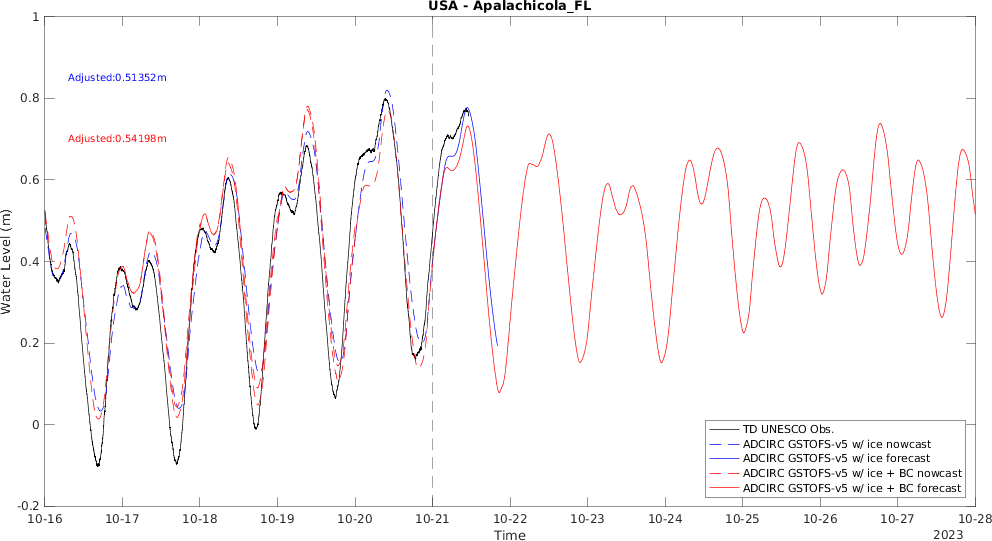 USA - Apalachicola_FL
1
0.8
0.6
0.4
0.2
0
-0.2
Water Level (m)
Adjusted:0.51352m
Adjusted:0.54198m
TD UNESCO Obs.
ADCIRC GSTOFS-v5 w/ ice nowcast
ADCIRC GSTOFS-v5 w/ ice forecast
ADCIRC GSTOFS-v5 w/ ice + BC nowcast
ADCIRC GSTOFS-v5 w/ ice + BC forecast
10-16 10-17 10-18 10-19 10-20 10-21 10-22 10-23 10-24 10-25 10-26 10-27 10-28
Time
2023